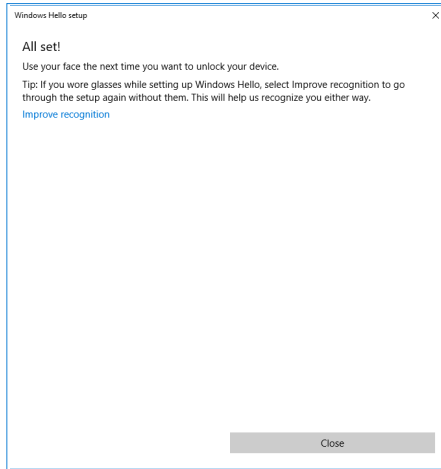 Windows Hello setup
All set!
Use your face the next time you want to unlock your device.
Tip: If you wore glasses while setting up Windows Hello, select Improve recognition to go
through the setup again without them. This will help us recognize you either way.
Improve recognition
Close